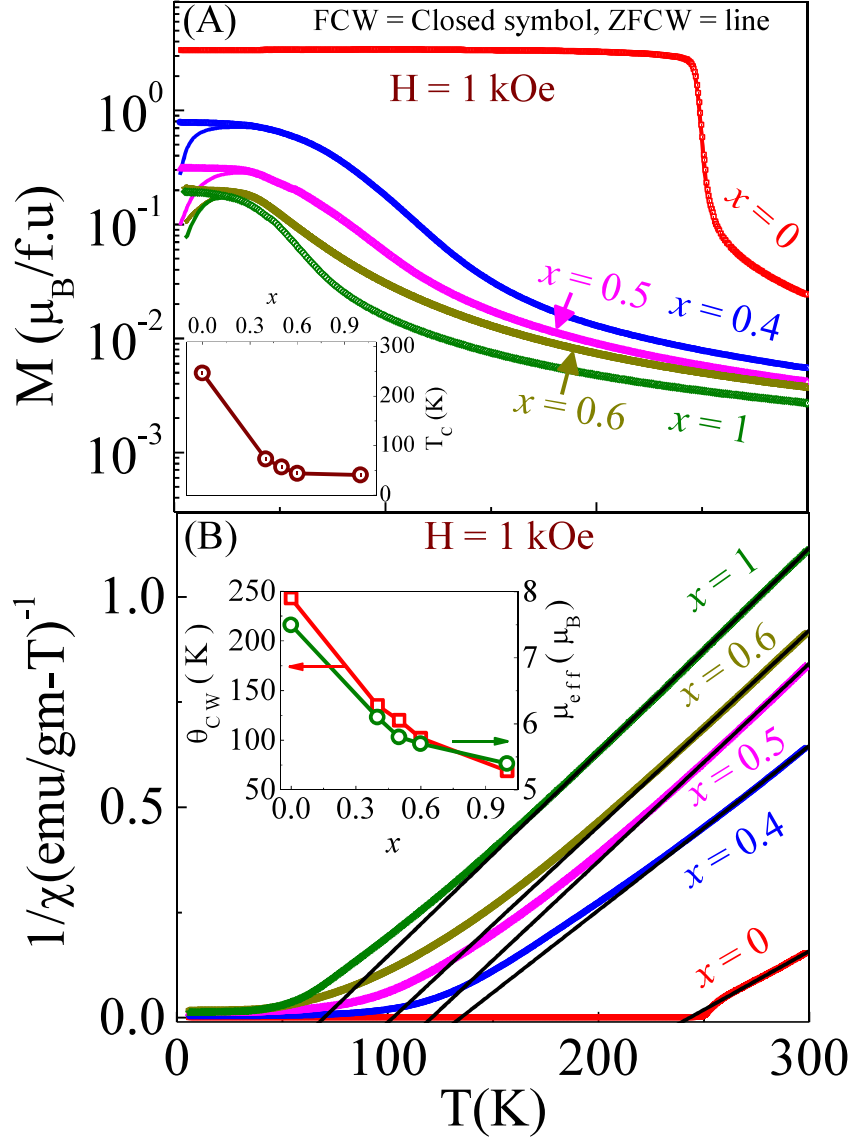 (A)
FCW = Closed symbol, ZFCW = line
H = 1 kOe
M (μ_B/f.u)
10^0
10^-1
10^-2
10^-3
x = 0
x = 0.5
x = 0.4
x = 0.6
x = 1
x
0.0 0.3 0.6 0.9
300
200
100
0
T_C (K)
(B)
H = 1 kOe
1/χ(emu/gm-T)^-1
1.0
0.5
0.0
θ_CW (K)
250
200
150
100
50
μ_eff (μ_B)
8
7
6
5
0.0 0.3 0.6 0.9
x
x = 1
x = 0.6
x = 0.5
x = 0.4
x = 0
0 100 200 300
T(K)